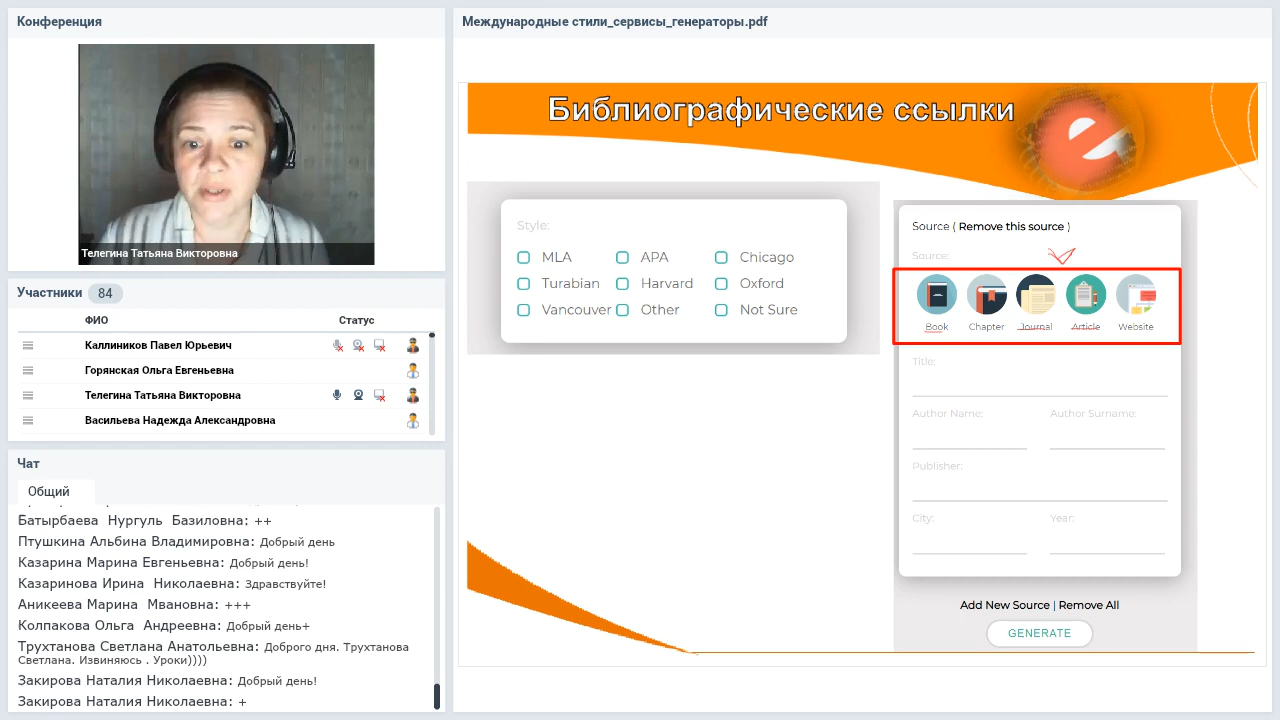 Конференция
Телегина Татьяна Викторовна
Участники 84
ФИО Статус
Каллиников Павел Юрьевич
Горянская Ольга Евгеньевна
Телегина Татьяна Викторовна
Васильева Надежда Александровна
Чат
Общий
Батырбаева Нургуль Базиловна: ++
Птушкина Альбина Владимировна: Добрый день
Казарина Марина Евгеньевна: Добрый день!
Казаринова Ирина Николаевна: Здравствуйте!
Аникеева Марина Мвановна: +++
Колпакова Ольга Андреевна: Добрый день+
Трухтанова Светлана Анатольевна: Доброго дня. Трухтанова
Светлана. Извиняюсь . Уроки))))
Закирова Наталия Николаевна: Добрый день!
Закирова Наталия Николаевна: +
Международные стили_сервисы_генераторы.pdf
Библиографические ссылки
Style:
MLA APA Chicago
Turabian Harvard Oxford
Vancouver Other Not Sure
Source ( Remove this source )
Source:
Book Chapter Journal Article Website
Title:
Author Name: Author Surname:
Publisher:
City: Year:
Add New Source | Remove All
GENERATE